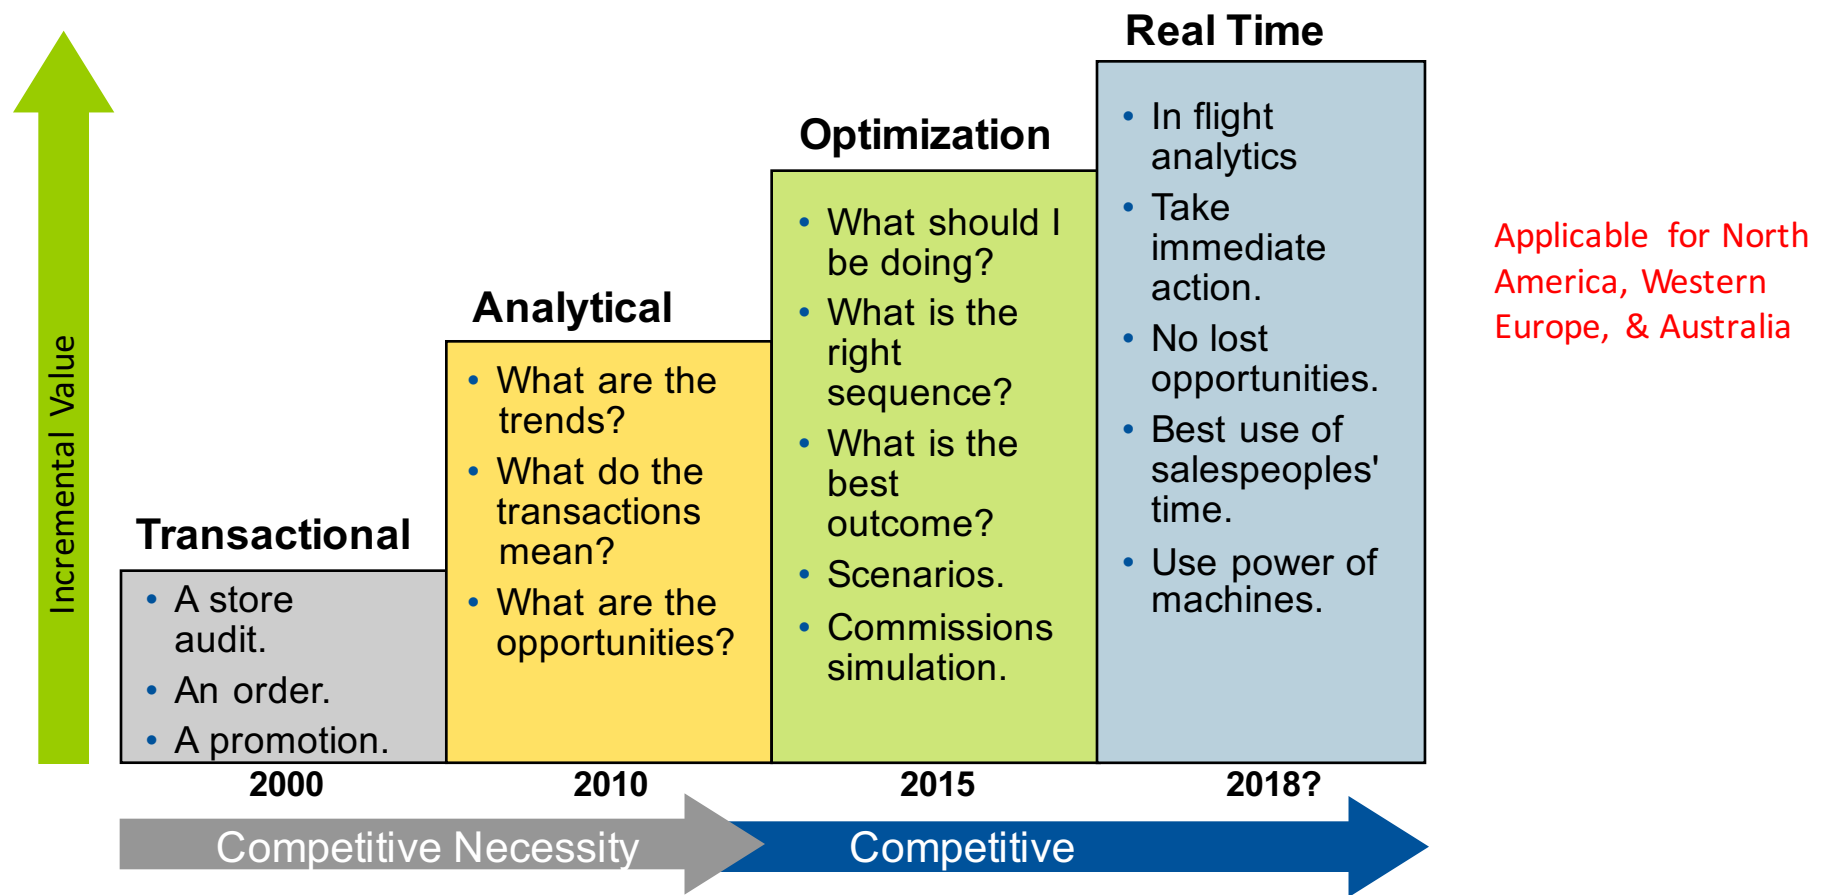 Real Time
• In flight
analytics
• Take
immediate
action.
• No lost
opportunities.
• Best use of
salespeoples'
time.
• Use power of
machines.
Optimization
• What should I
be doing?
• What is the
right
sequence?
• What is the
best
outcome?
• Scenarios.
• Commissions
simulation.
Analytical
• What are the
trends?
• What do the
transactions
mean?
• What are the
opportunities?
Transactional
• A store
audit.
• An order.
• A promotion.
Incremental Value
Applicable for North
America, Western
Europe, & Australia
2000
2010
2015
2018?
Competitive Necessity
Competitive